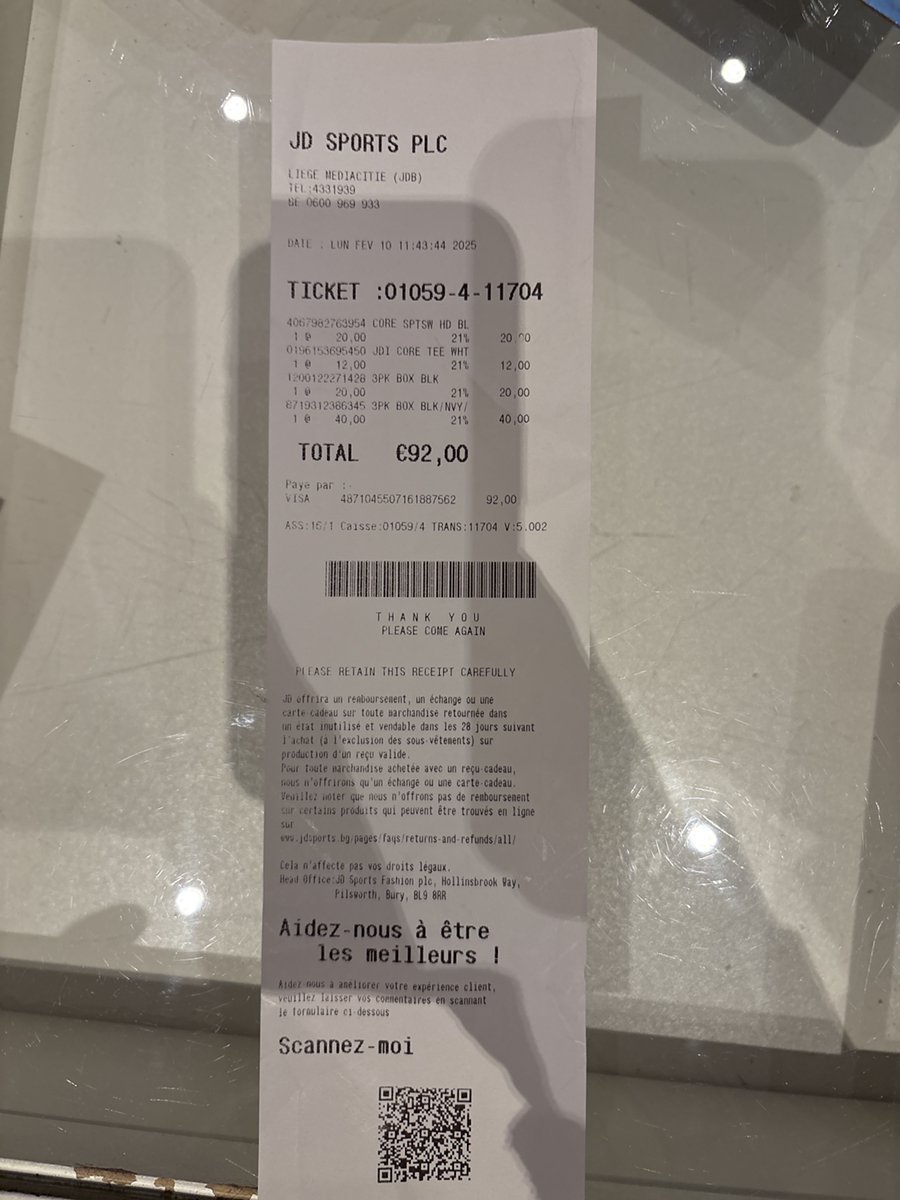 JD SPORTS PLC
LIEGE MEDIACITIE (JDB)
TEL:4331939
BE 0600 969 933
DATE : LUN FEV 10 11:43:44 2025
TICKET :01059-4-11704
4067982763954 CORE SPTSW HD BL
1 @ 20,00 21% 20,00
0196153695450 JDI CORE TEE WHT
1 @ 12,00 21% 12,00
1200122271428 3PK BOX BLK
1 @ 20,00 21% 20,00
8719312386345 3PK BOX BLK/NVY/
1 @ 40,00 21% 40,00
TOTAL €92,00
Paye par :-
VISA 4871045507161887562 92,00
ASS:16/1 Caisse:01059/4 TRANS:11704 V:5.002
THANK YOU
PLEASE COME AGAIN
PLEASE RETAIN THIS RECEIPT CAREFULLY
JD offrira un remboursement, un échange ou une
carte cadeau sur toute marchandise retournée dans
un état inutilisé et vendable dans les 28 jours suivant
l'achat (à l'exclusion des sous-vêtements) sur
production d'un reçu valide.
Pour toute marchandise achetée avec un reçu-cadeau,
nous n'offrirons qu'un échange ou une carte-cadeau.
Veuillez noter que nous n'offrons pas de remboursement
sur certains produits qui peuvent être trouvés en ligne
sur
www.jdsports.bg/pages/faqs/returns-and-refunds/all/
Cela n'affecte pas vos droits légaux.
Head Office:JD Sports Fashion plc, Hollinsbrook Way,
Pilsworth, Bury, BL9 8RR
Aidez-nous à être
les meilleurs !
Aidez-nous à améliorer votre expérience client,
veuillez laisser vos commentaires en scannant
le formulaire ci-dessous
Scannez-moi